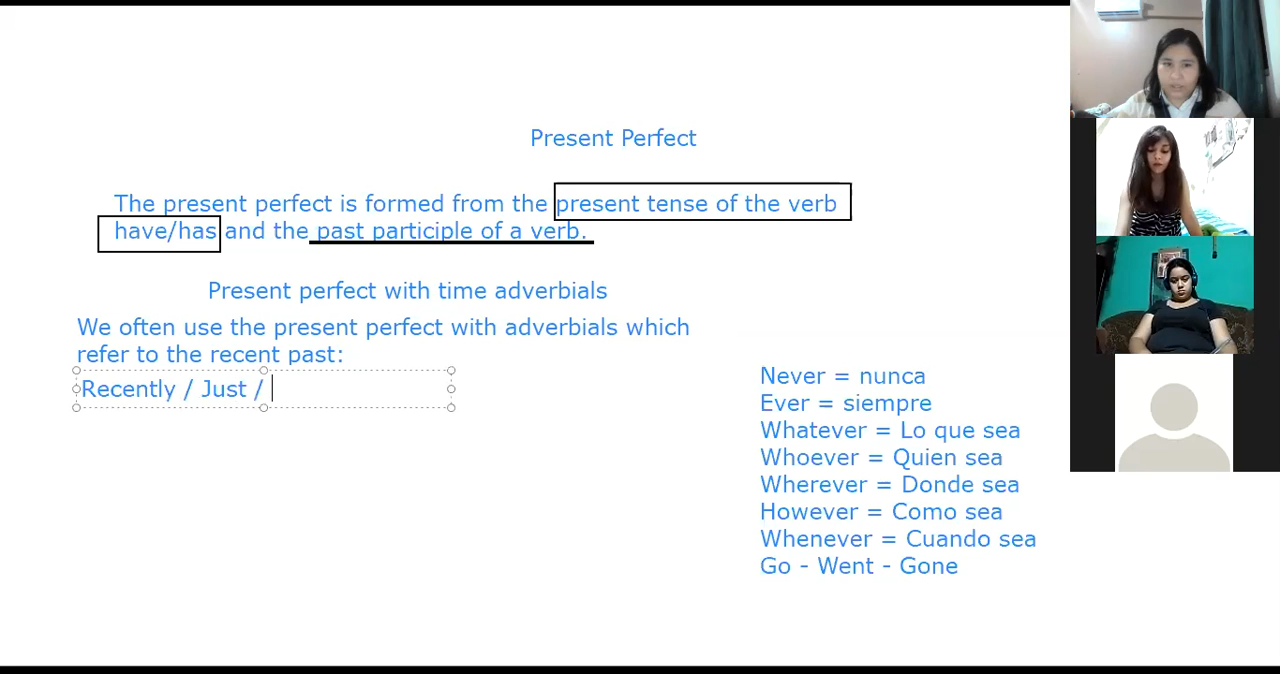 Present Perfect
The present perfect is formed from the present tense of the verb
have/has and the past participle of a verb.
Present perfect with time adverbials
We often use the present perfect with adverbials which
refer to the recent past:
Recently / Just /
Never = nunca
Ever = siempre
Whatever = Lo que sea
Whoever = Quien sea
Wherever = Donde sea
However = Como sea
Whenever = Cuando sea
Go - Went - Gone